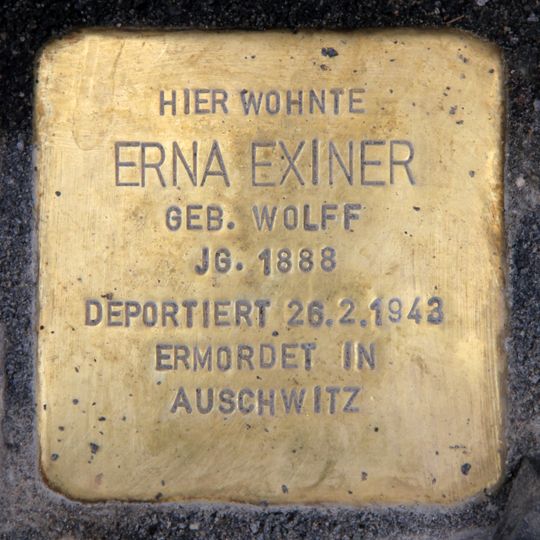 HIER WOHNTE
ERNA EXINER
GEB. WOLFF
JG. 1888
DEPORTIERT 26.2.1943
ERMORDET IN
AUSCHWITZ